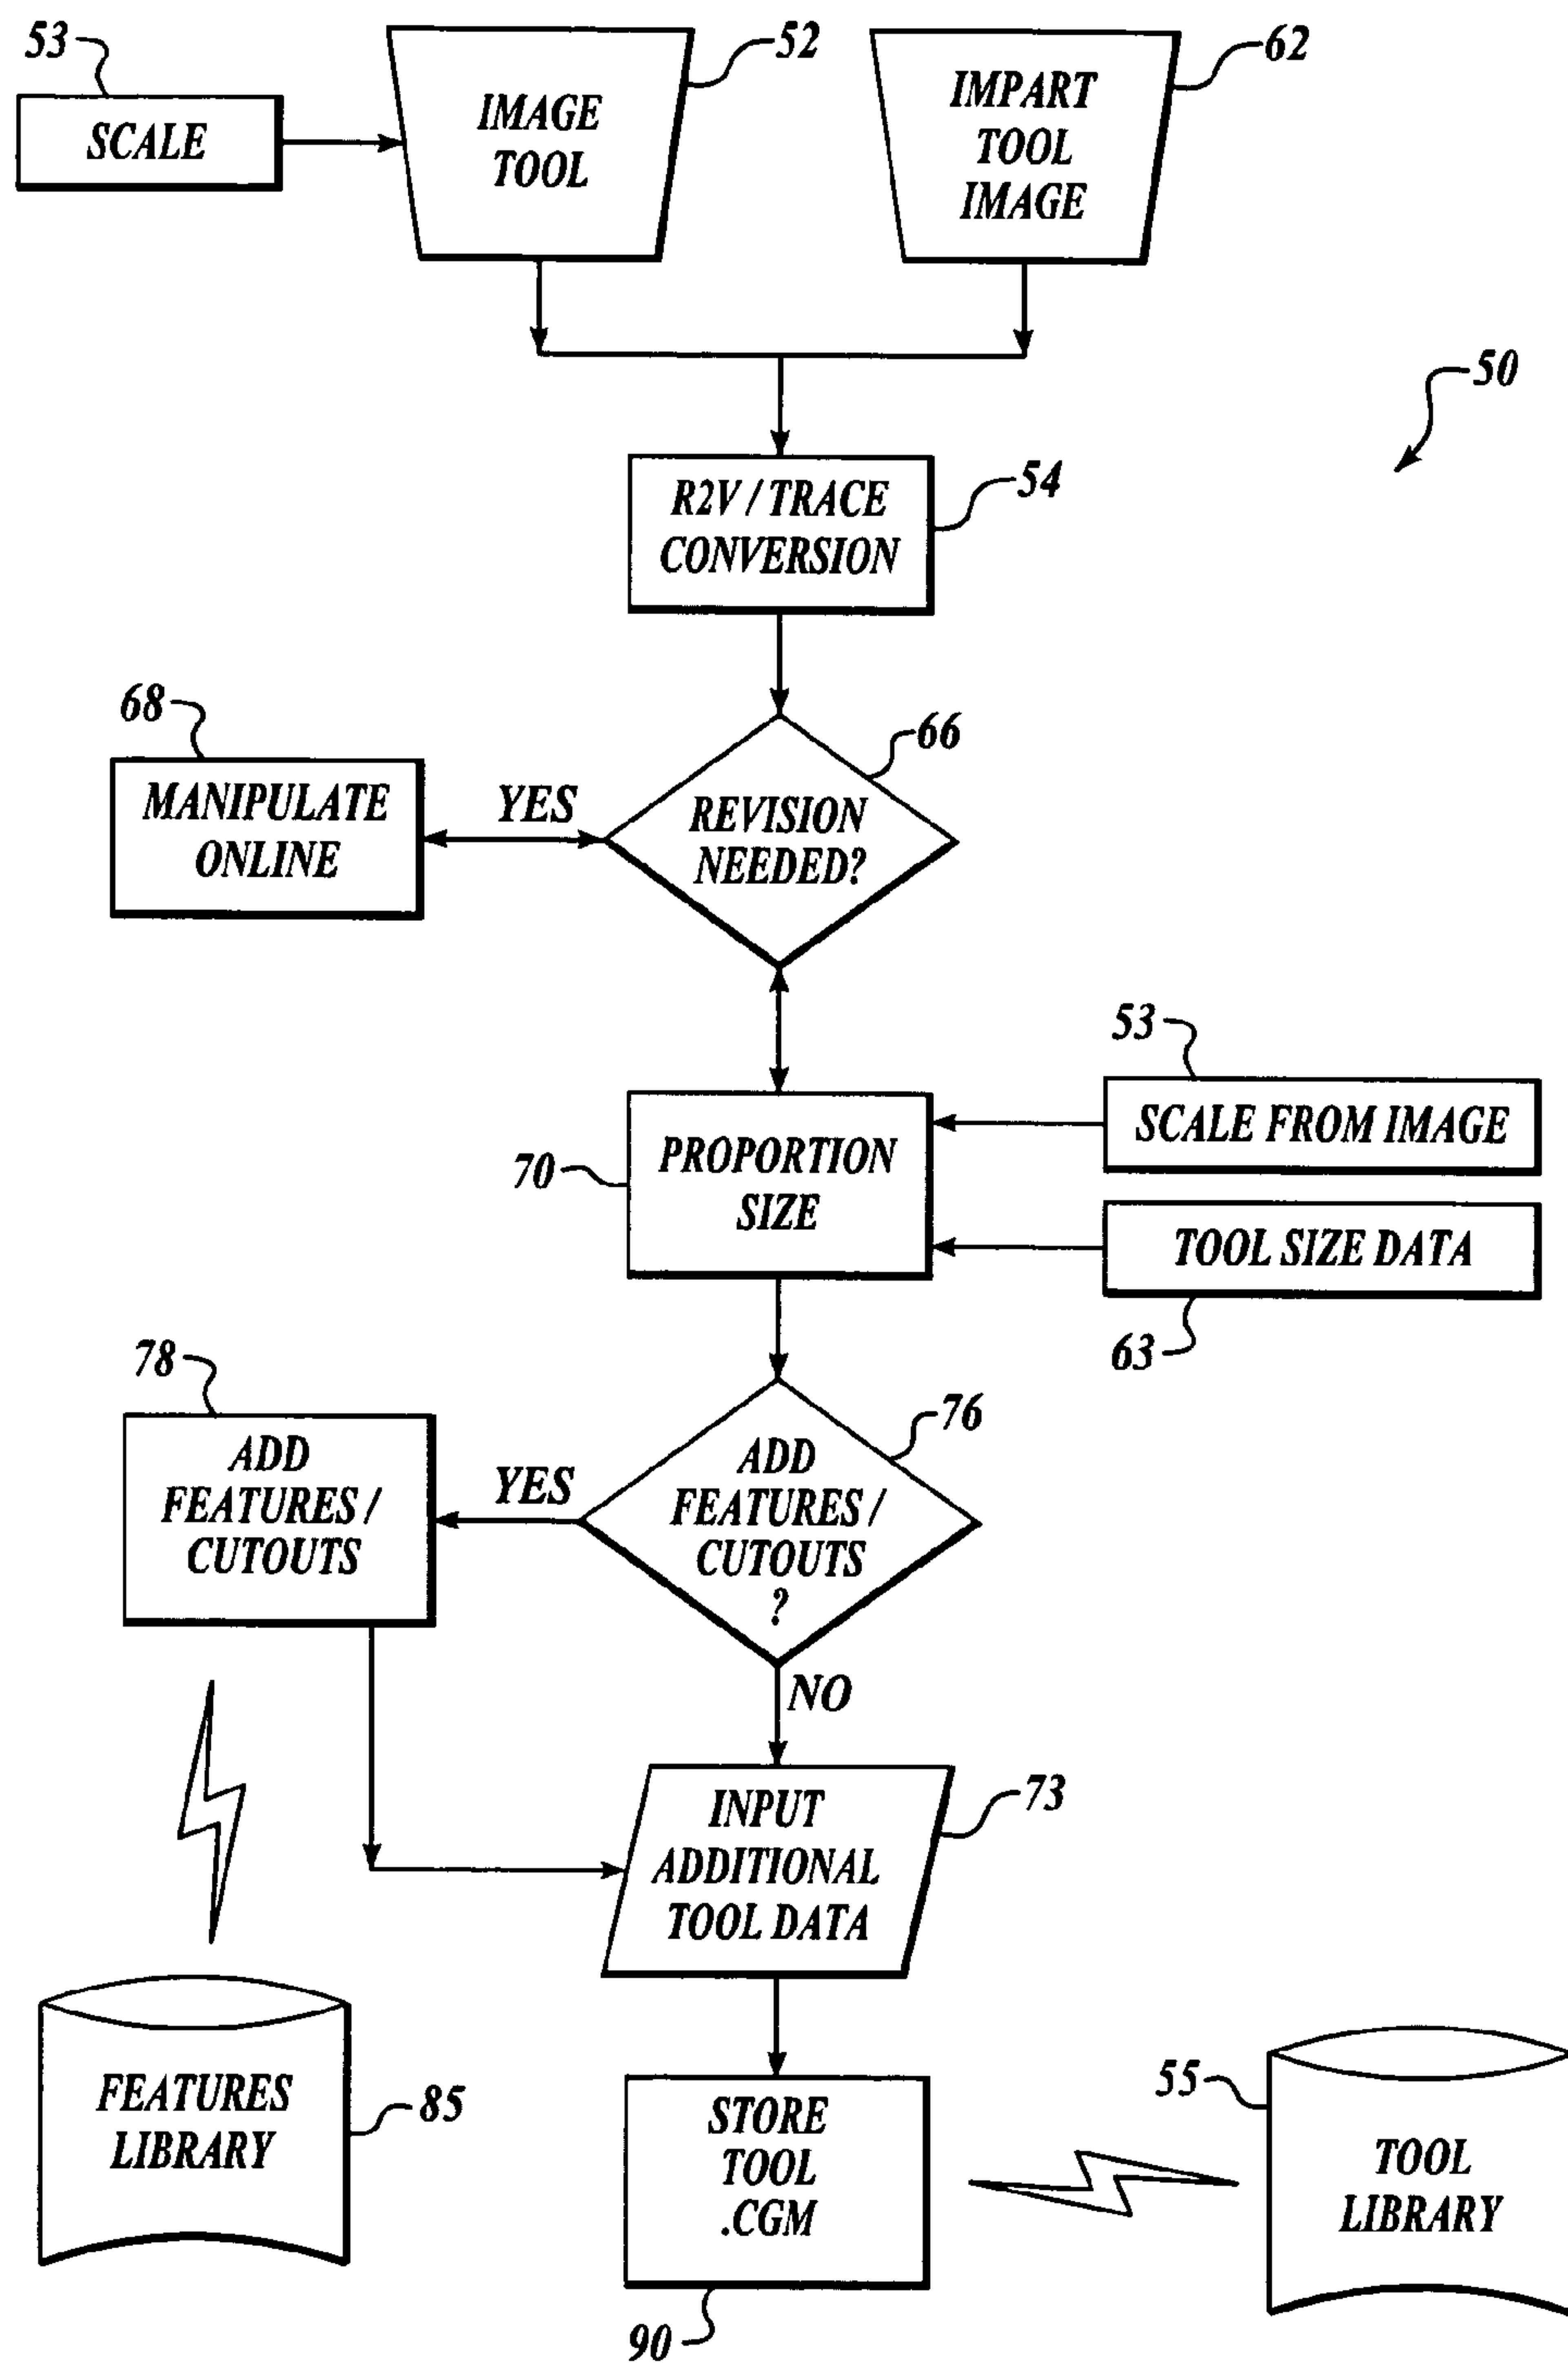 53
52
62
SCALE
IMAGE
TOOL
IMPART
TOOL
IMAGE
50
R2V / TRACE
CONVERSION
54
68
66
MANIPULATE
ONLINE
YES
REVISION
NEEDED?
53
SCALE FROM IMAGE
70
PROPORTION
SIZE
TOOL SIZE DATA
63
78
76
ADD
FEATURES /
CUTOUTS
YES
ADD
FEATURES /
CUTOUTS
?
NO
INPUT
ADDITIONAL
TOOL DATA
73
FEATURES
LIBRARY
85
STORE
TOOL
.CGM
90
55
TOOL
LIBRARY